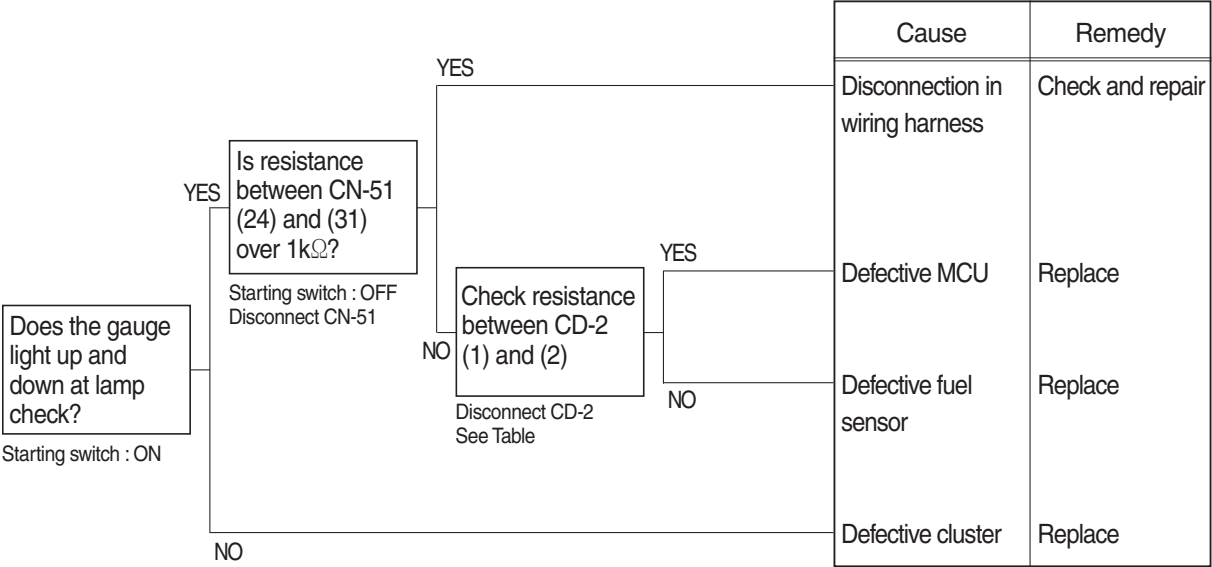 Cause
Remedy
YES
Disconnection in
wiring harness
Check and repair
Is resistance
between CN-51
(24) and (31)
over 1kΩ?
YES
Starting switch : OFF
Disconnect CN-51
YES
Defective MCU
Replace
Check resistance
between CD-2
(1) and (2)
NO
Disconnect CD-2
See Table
Does the gauge
light up and
down at lamp
check?
Starting switch : ON
NO
Defective fuel
sensor
Replace
NO
Defective cluster
Replace